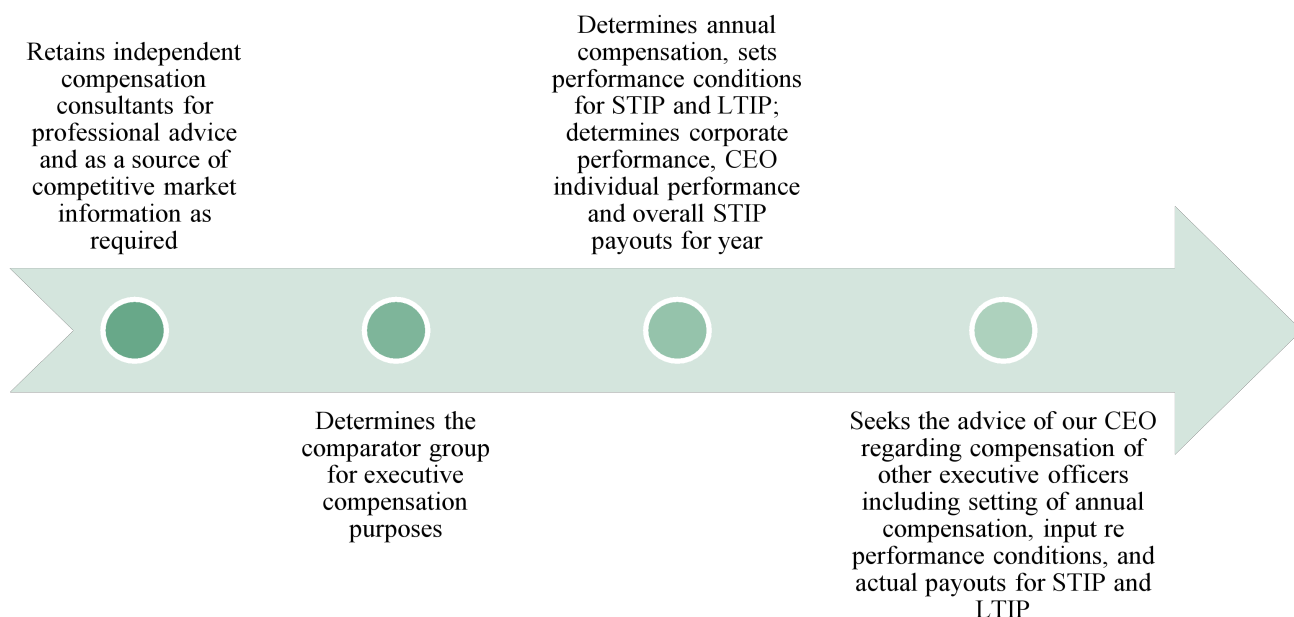 Retains independent
compensation
consultants for
professional advice
and as a source of
competitive market
information as
required
Determines the
comparator group
for executive
compensation
purposes
Determines annual
compensation, sets
performance conditions
for STIP and LTIP;
determines corporate
performance, CEO
individual performance
and overall STIP
payouts for year
Seeks the advice of our CEO
regarding compensation of
other executive officers
including setting of annual
compensation, input re
performance conditions, and
actual payouts for STIP and
LTIP